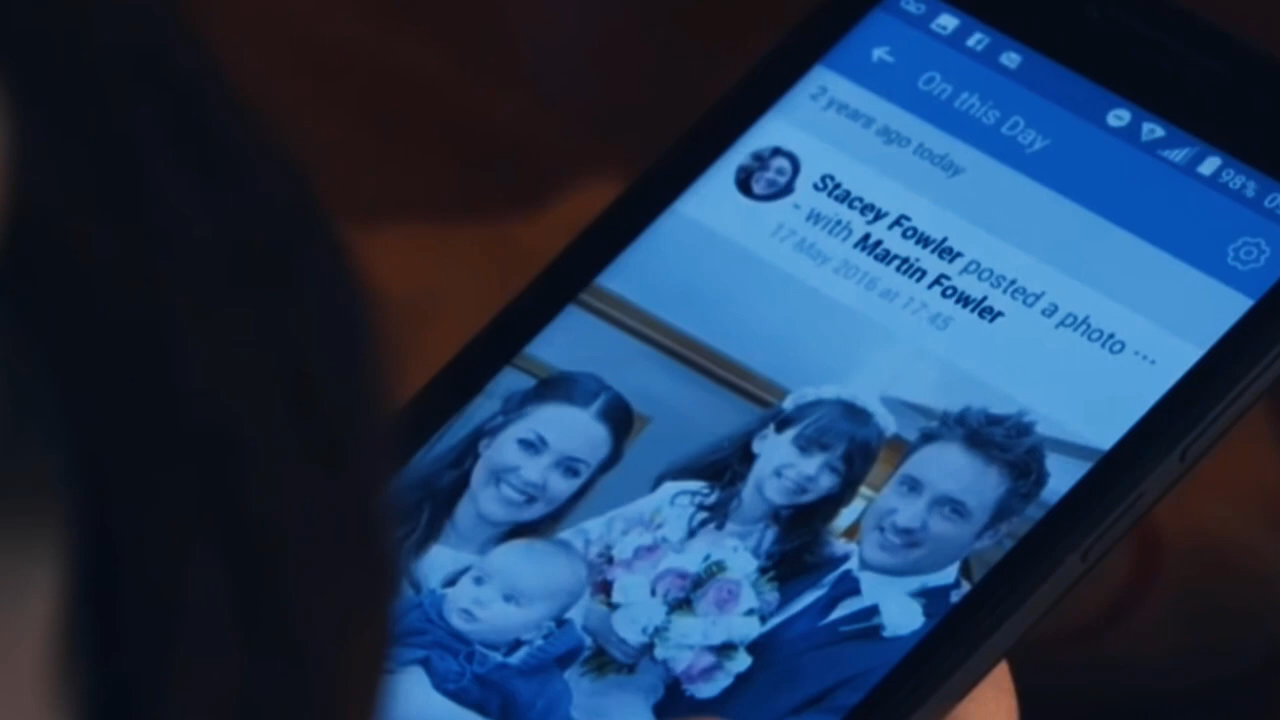 98%
On this Day
2 years ago today
Stacey Fowler posted a photo ...
- with Martin Fowler
17 May 2016 at 17:45